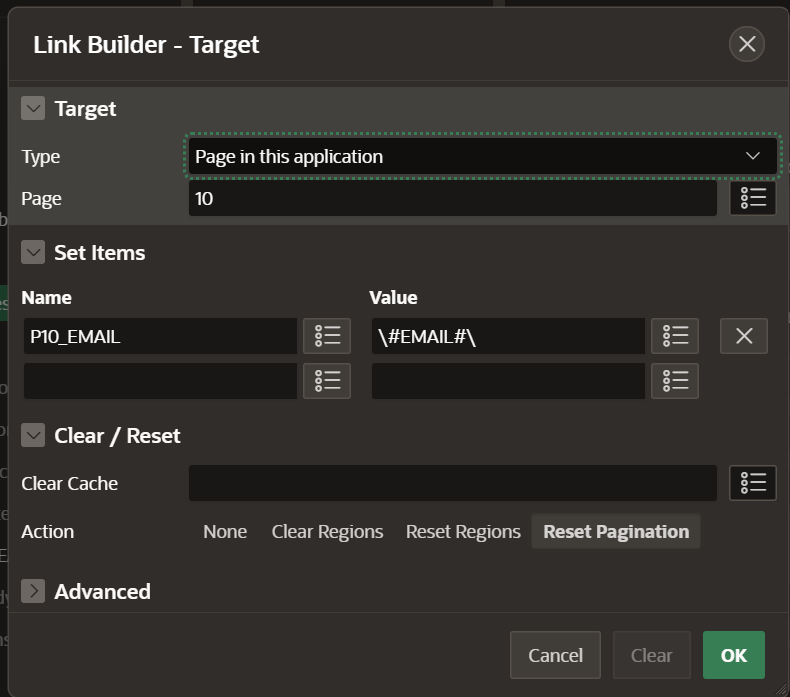 Link Builder - Target
Target
Type Page in this application
Page 10
Set Items
Name Value
P10_EMAIL \#EMAIL#\
Clear / Reset
Clear Cache
Action None Clear Regions Reset Regions Reset Pagination
Advanced
Cancel Clear OK